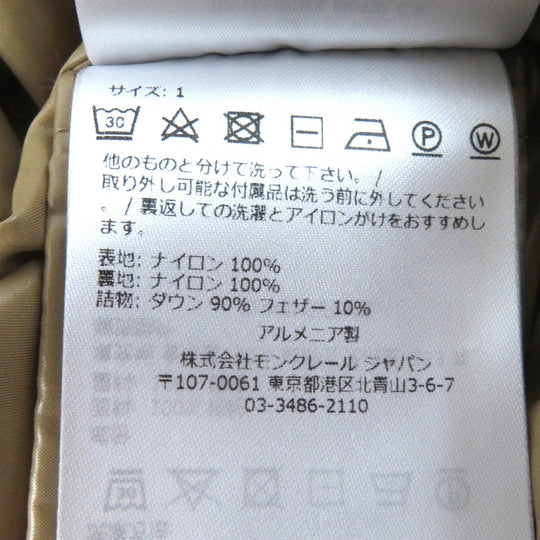 サイズ: 1
30 P W
他のものと分けて洗って下さい。/
取り外し可能な付属品は洗う前に外してください
。/ 裏返しての洗濯とアイロンかけをおすすめし
ます。
表地: ナイロン 100%
裏地: ナイロン 100%
詰物: ダウン 90% フェザー 10%
アルメニア製
株式会社モンクレール ジャパン
〒107-0061 東京都港区北青山3-6-7
03-3486-2110